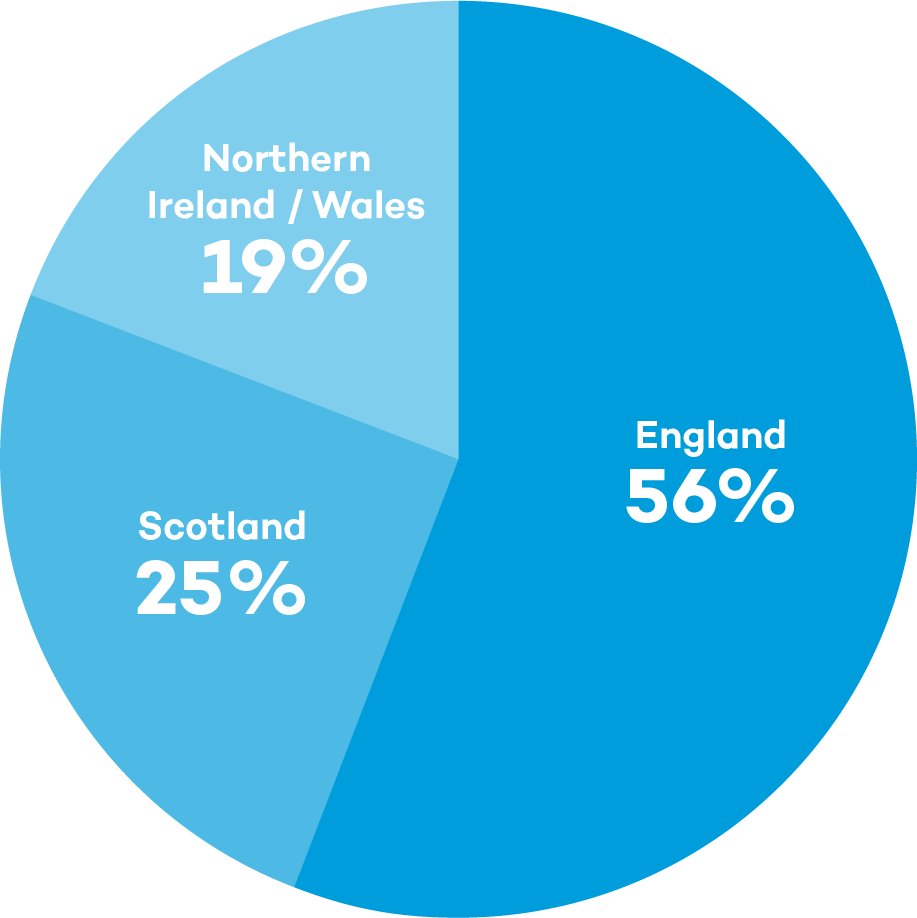 Northern
Ireland / Wales
19%
England
56%
Scotland
25%